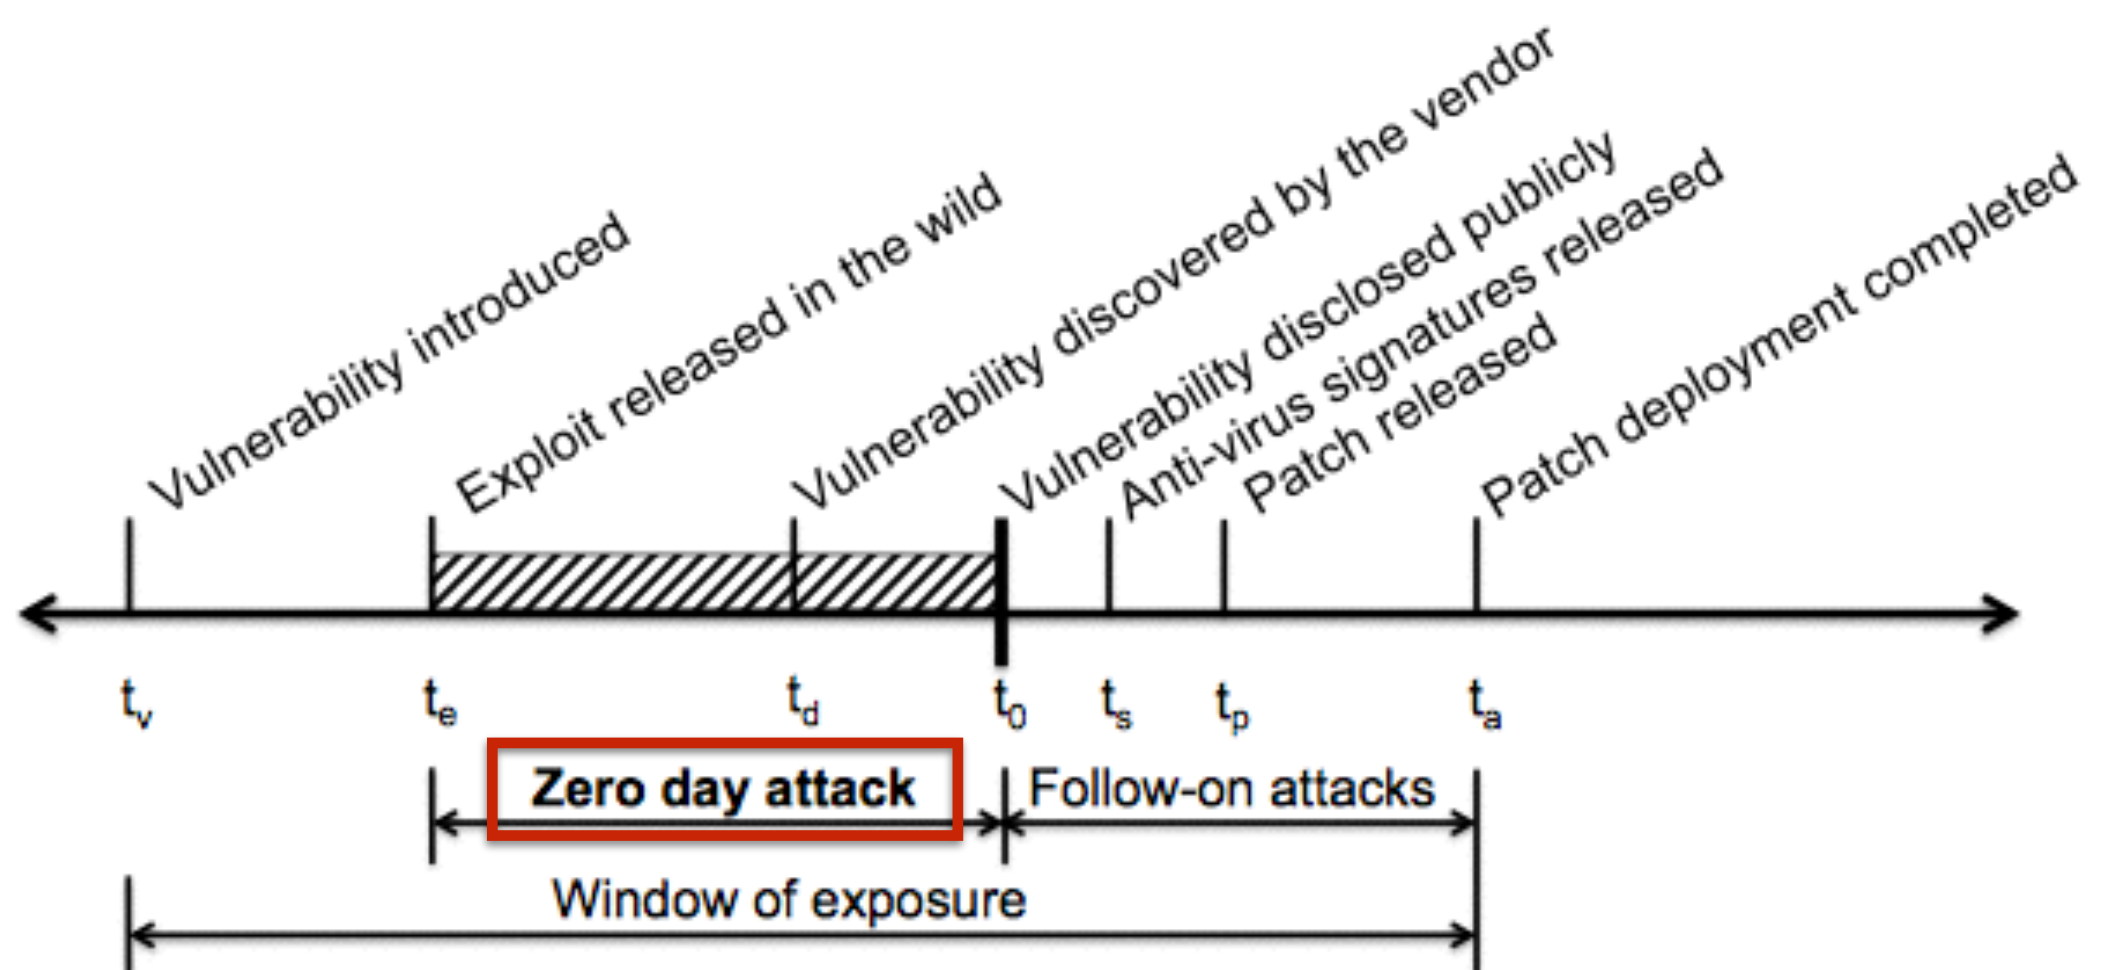 Vulnerability introduced
Exploit released in the wild
Vulnerability discovered by the vendor
Vulnerability disclosed publicly
Anti-virus signatures released
Patch released
Patch deployment completed
tv te td t0 ts tp ta
Zero day attack Follow-on attacks
Window of exposure